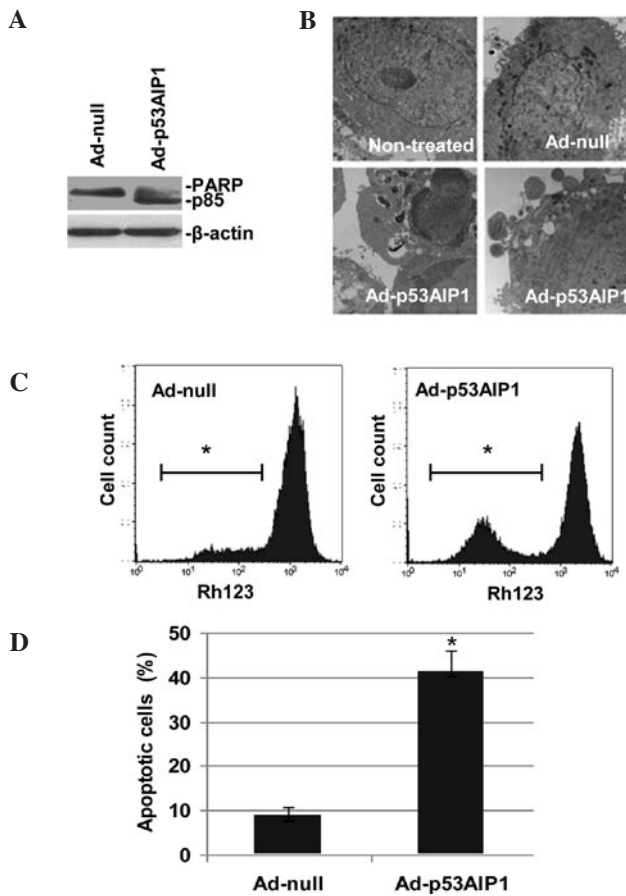 A
Ad-null
Ad-p53AIP1
-PARP
-p85
-β-actin
B
Non-treated
Ad-null
Ad-p53AIP1
Ad-p53AIP1
C
Ad-null
*
Cell count
10⁰ 10¹ 10² 10³ 10⁴
Rh123
Ad-p53AIP1
*
Cell count
10⁰ 10¹ 10² 10³ 10⁴
Rh123
D
Apoptotic cells (%)
50
40
30
20
10
0
*
Ad-null
Ad-p53AIP1